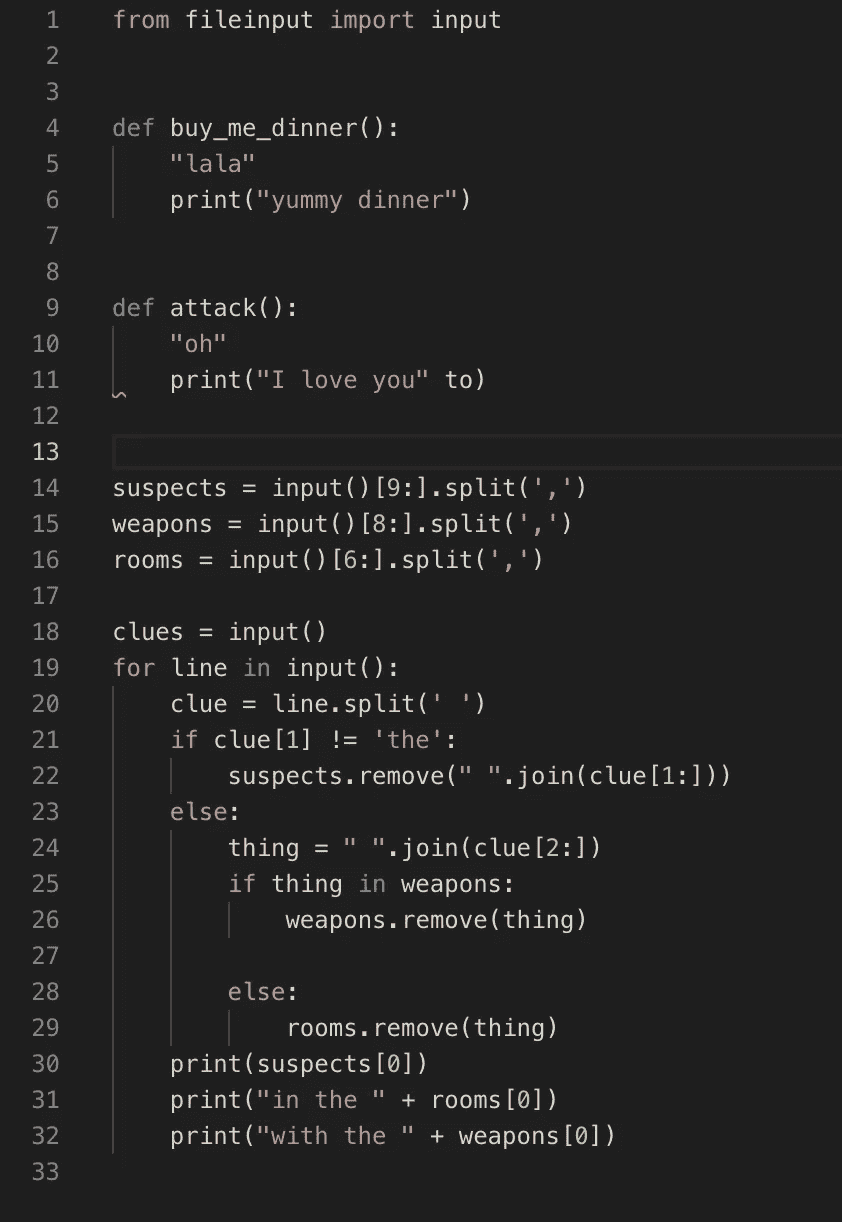 1 from fileinput import input
2
3
4 def buy_me_dinner():
5     "lala"
6     print("yummy dinner")
7
8
9 def attack():
10     "oh"
11     print("I love you" to)
12
13
14 suspects = input()[9:].split(',')
15 weapons = input()[8:].split(',')
16 rooms = input()[6:].split(',')
17
18 clues = input()
19 for line in input():
20     clue = line.split(' ')
21     if clue[1] != 'the':
22         suspects.remove(" ".join(clue[1:]))
23     else:
24         thing = " ".join(clue[2:])
25         if thing in weapons:
26             weapons.remove(thing)
27
28         else:
29             rooms.remove(thing)
30     print(suspects[0])
31     print("in the " + rooms[0])
32     print("with the " + weapons[0])
33